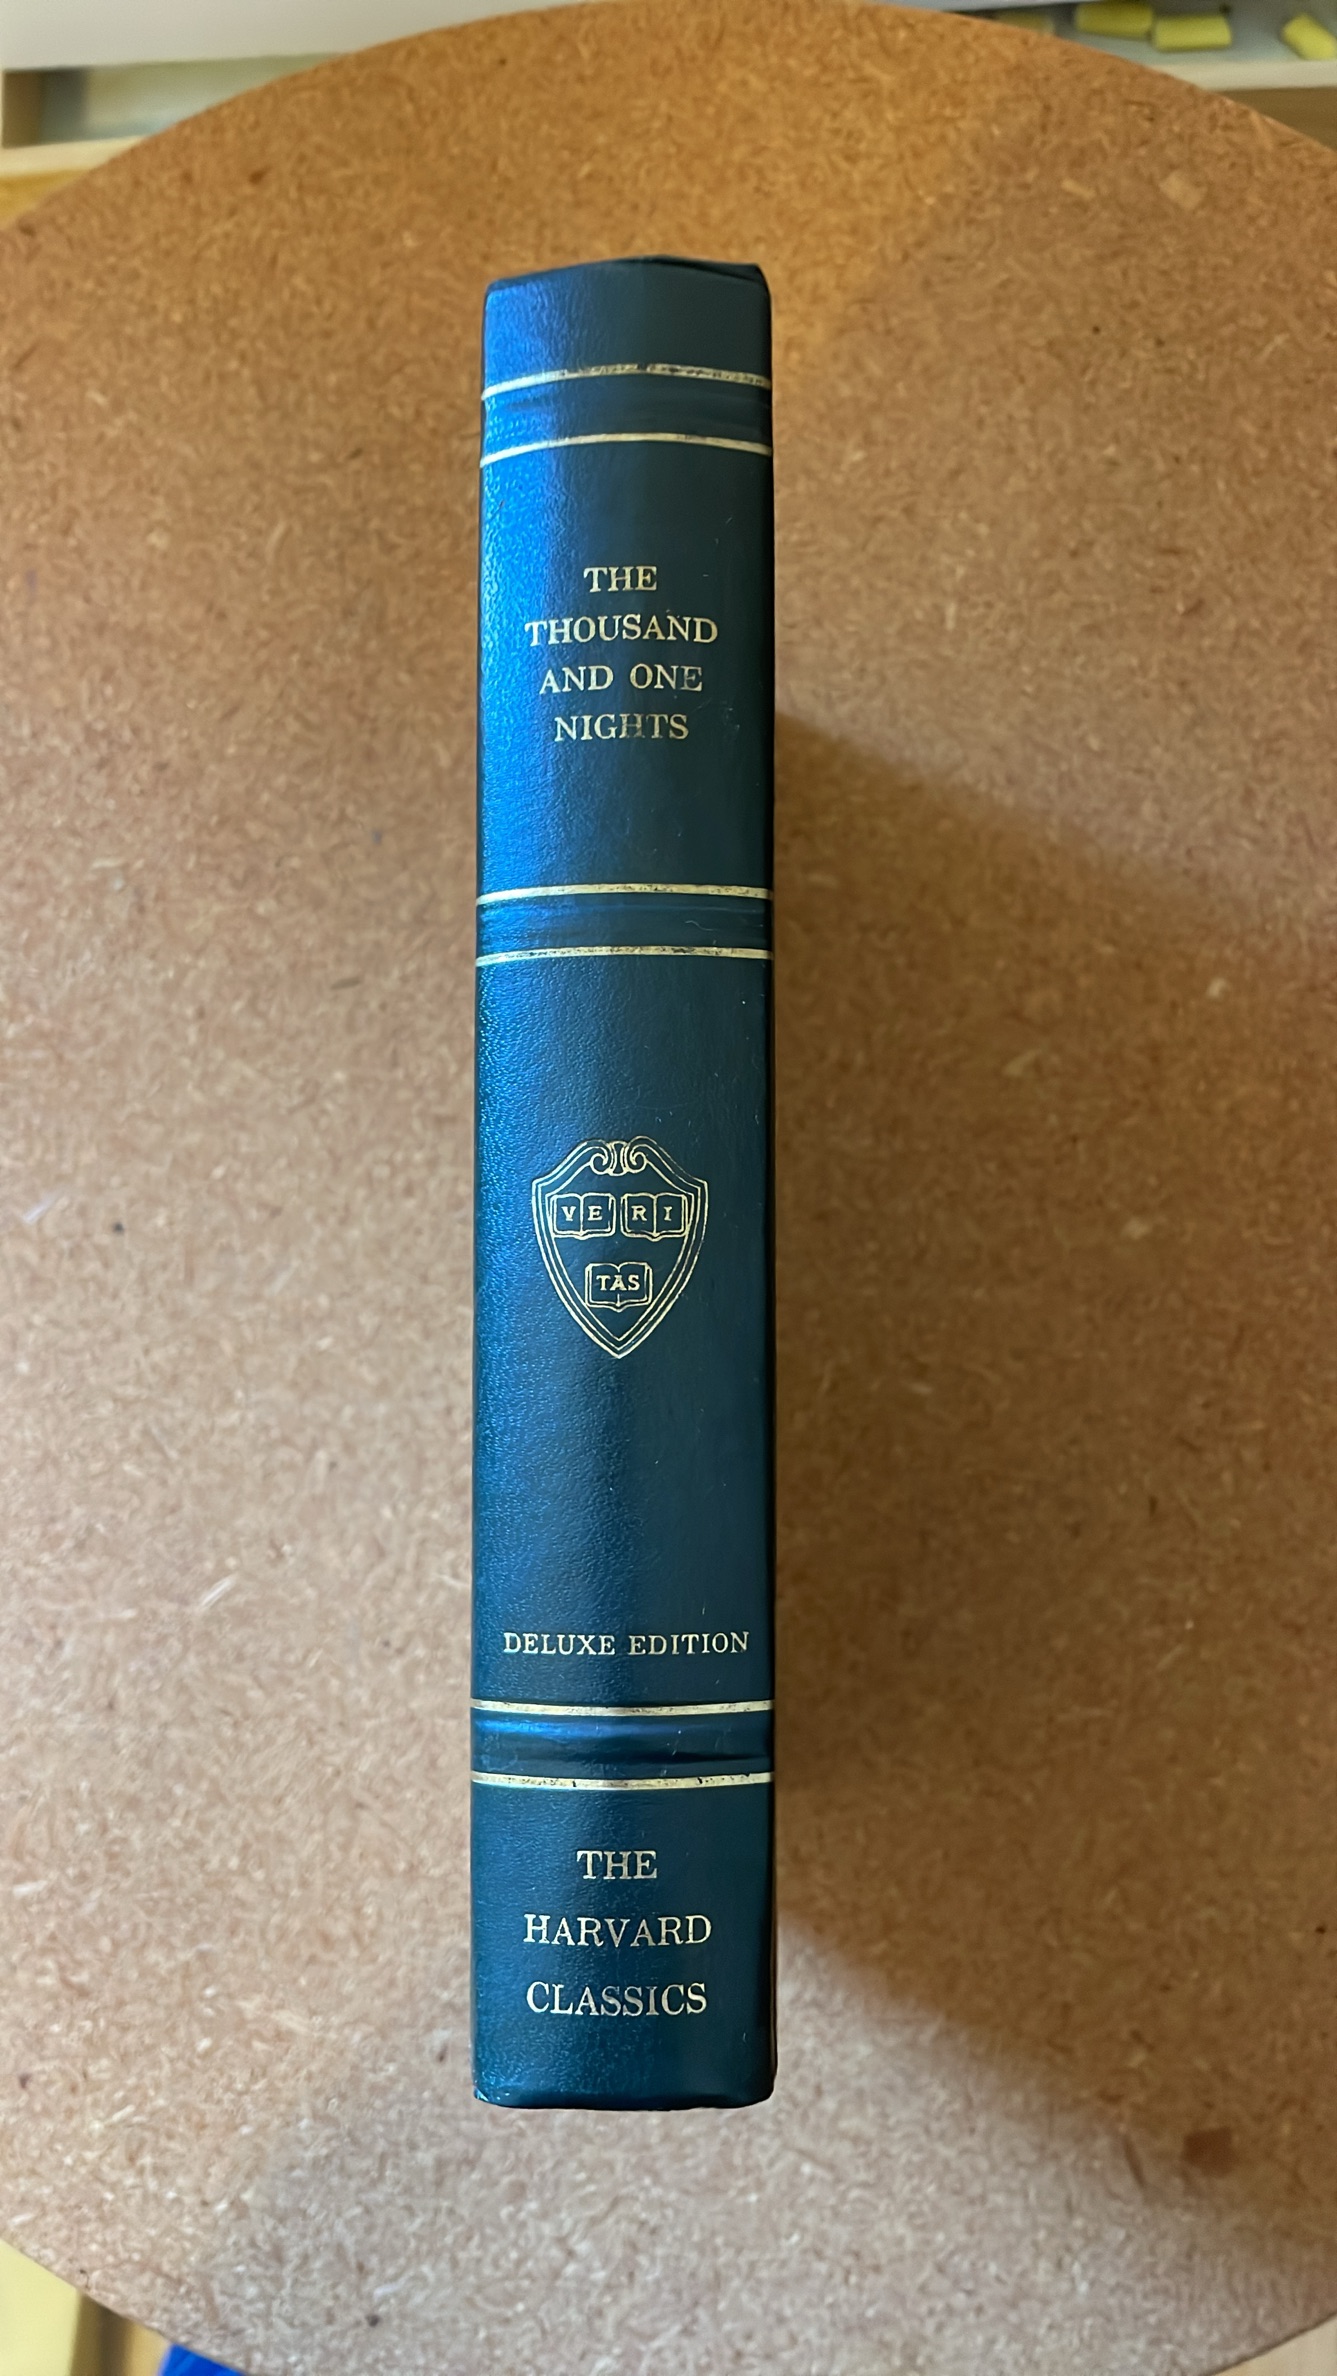 THE
THOUSAND
AND ONE
NIGHTS
VE RI
TAS
DELUXE EDITION
THE
HARVARD
CLASSICS